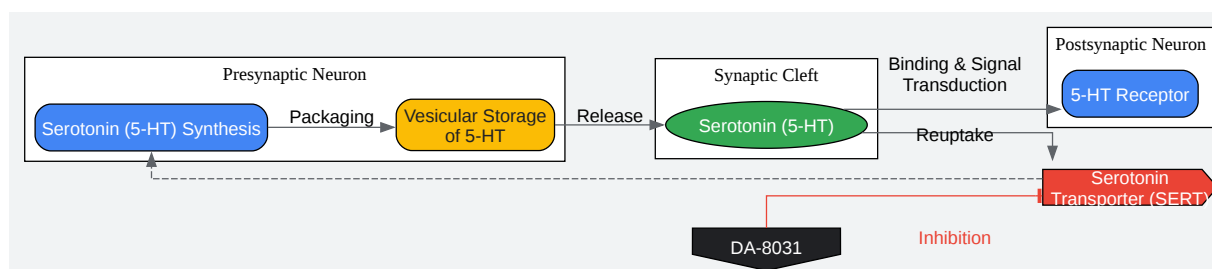 Postsynaptic Neuron
Presynaptic Neuron
Synaptic Cleft
Binding & Signal
Transduction
5-HT Receptor
Serotonin (5-HT) Synthesis
Packaging
Vesicular Storage
of 5-HT
Release
Serotonin (5-HT)
Reuptake
Serotonin
Transporter (SERT)
DA-8031
Inhibition